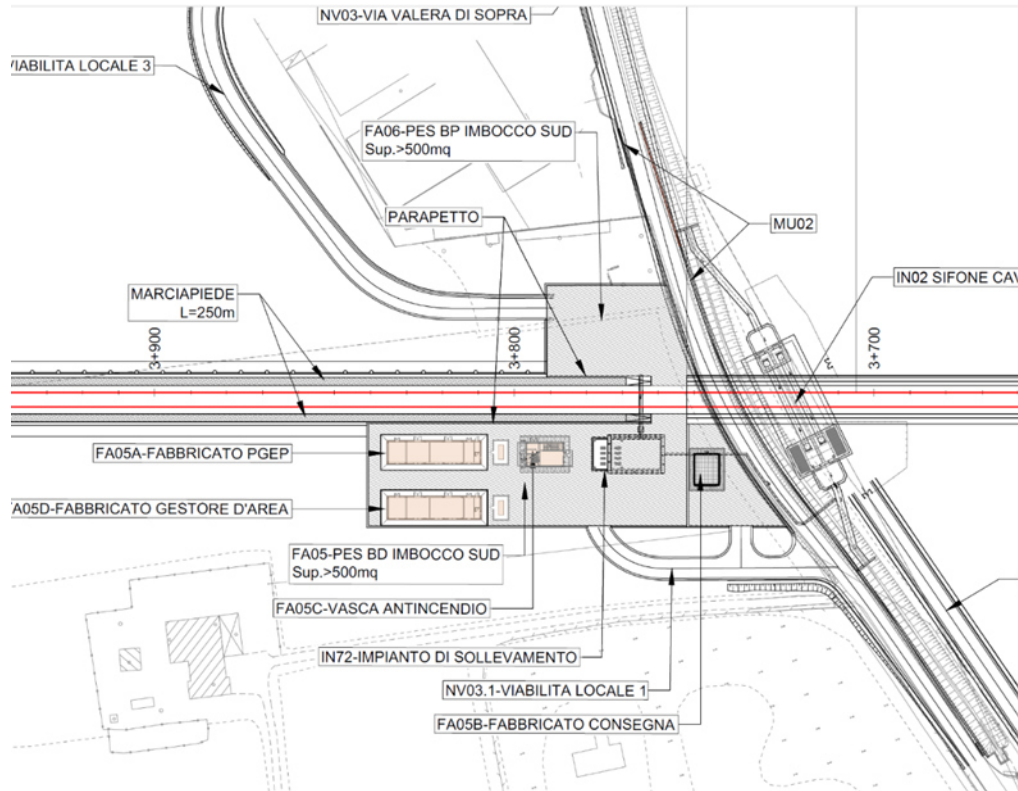 NV03-VIA VALERA DI SOPRA
VIABILITA LOCALE 3
FA06-PES BP IMBOCCO SUD
Sup.>500mq
PARAPETTO
MU02
MARCIAPIEDE
L=250m
IN02 SIFONE CAV
3+900
3+800
3+700
FA05A-FABBRICATO PGEP
FA05D-FABBRICATO GESTORE D'AREA
FA05-PES BD IMBOCCO SUD
Sup.>500mq
FA05C-VASCA ANTINCENDIO
IN72-IMPIANTO DI SOLLEVAMENTO
NV03.1-VIABILITA LOCALE 1
FA05B-FABBRICATO CONSEGNA